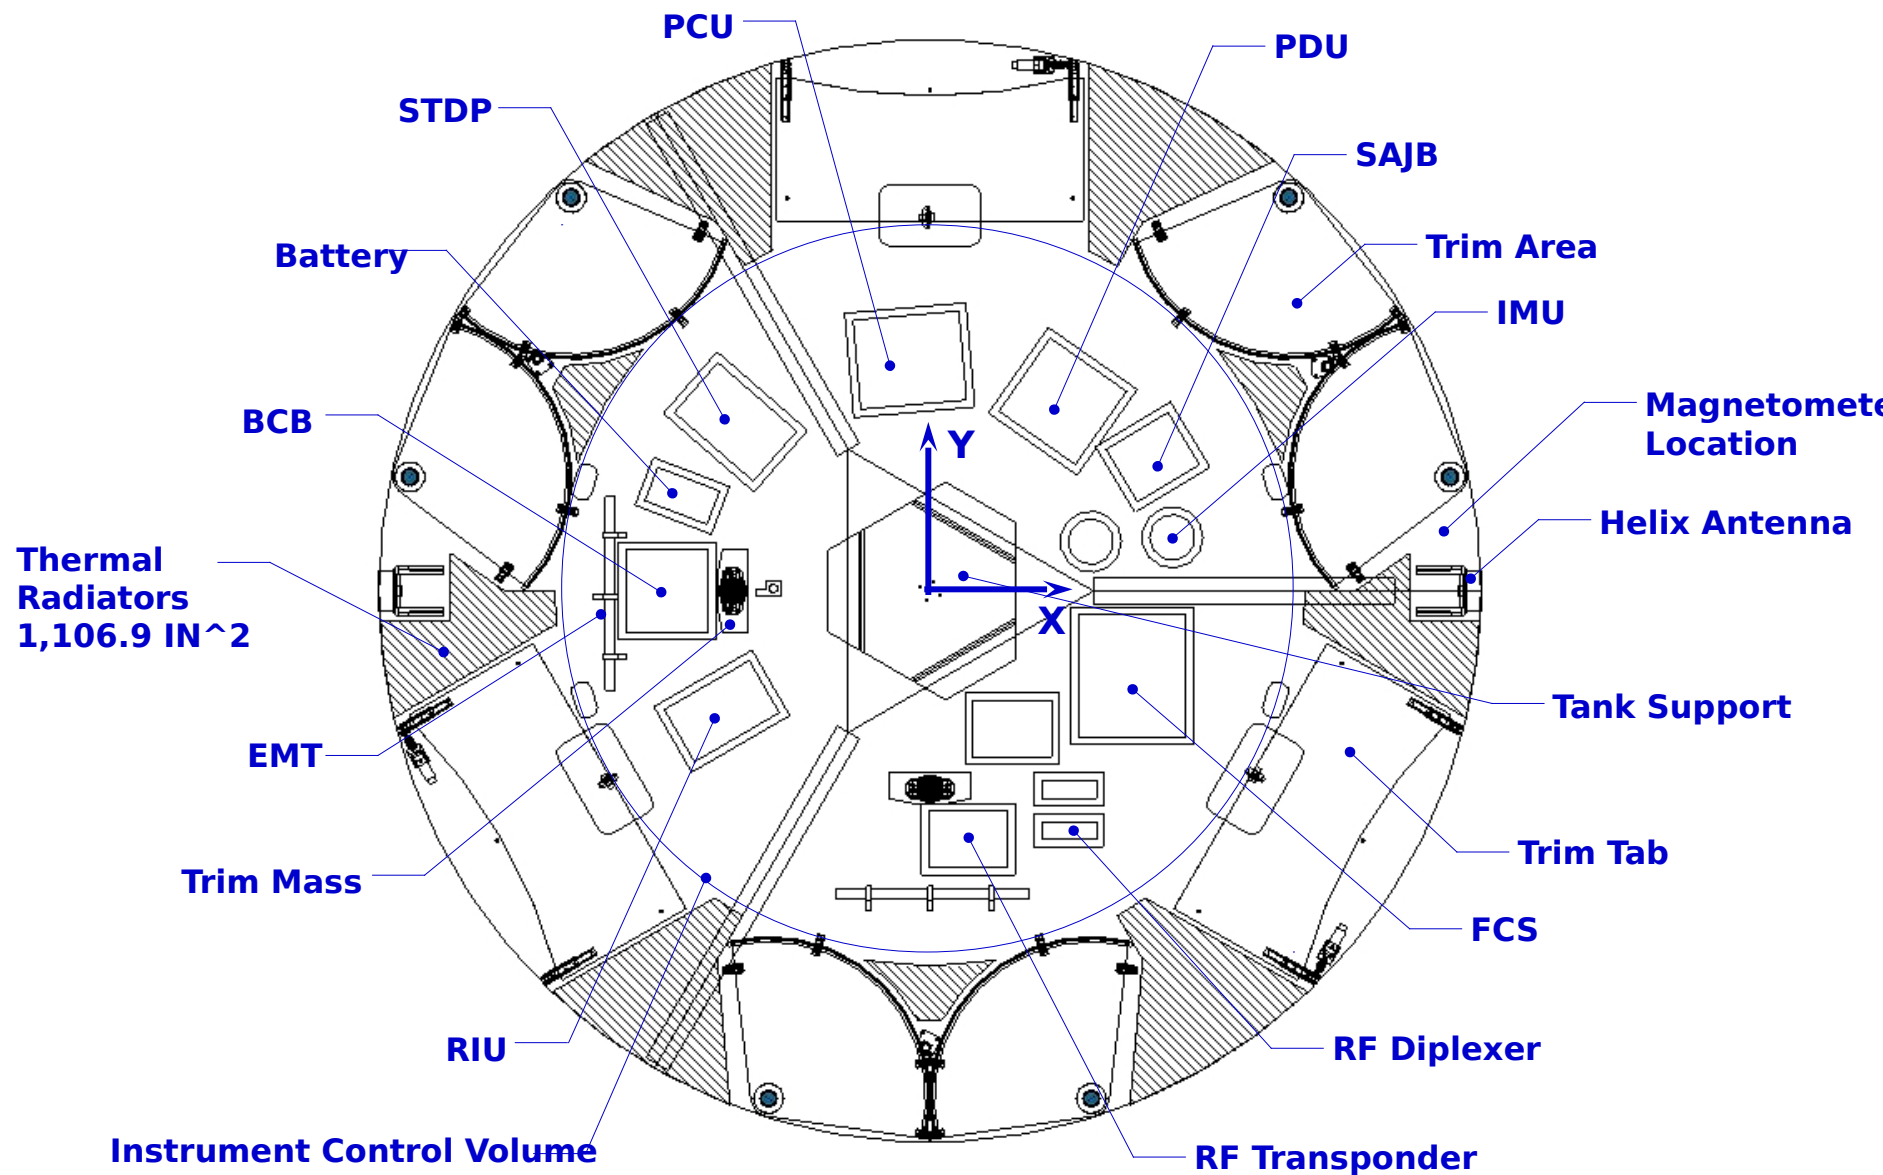 PCU
PDU
STDP
SAJB
Battery
Trim Area
IMU
BCB
Magnetomete
Location
Y
Helix Antenna
Thermal
Radiators
1,106.9 IN^2
X
Tank Support
EMT
Trim Tab
Trim Mass
FCS
RIU
RF Diplexer
Instrument Control Volume
RF Transponder